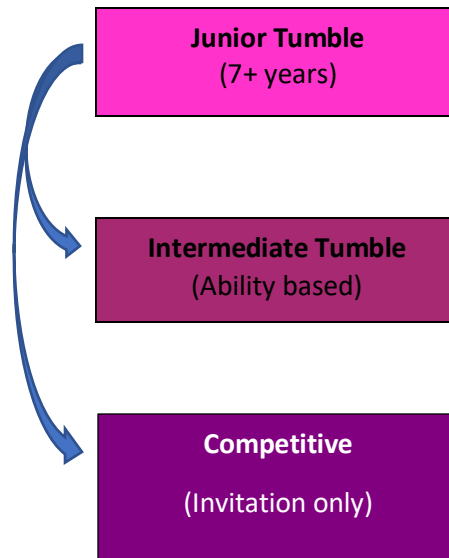 Junior Tumble
(7+ years)
Intermediate Tumble
(Ability based)
Competitive
(Invitation only)